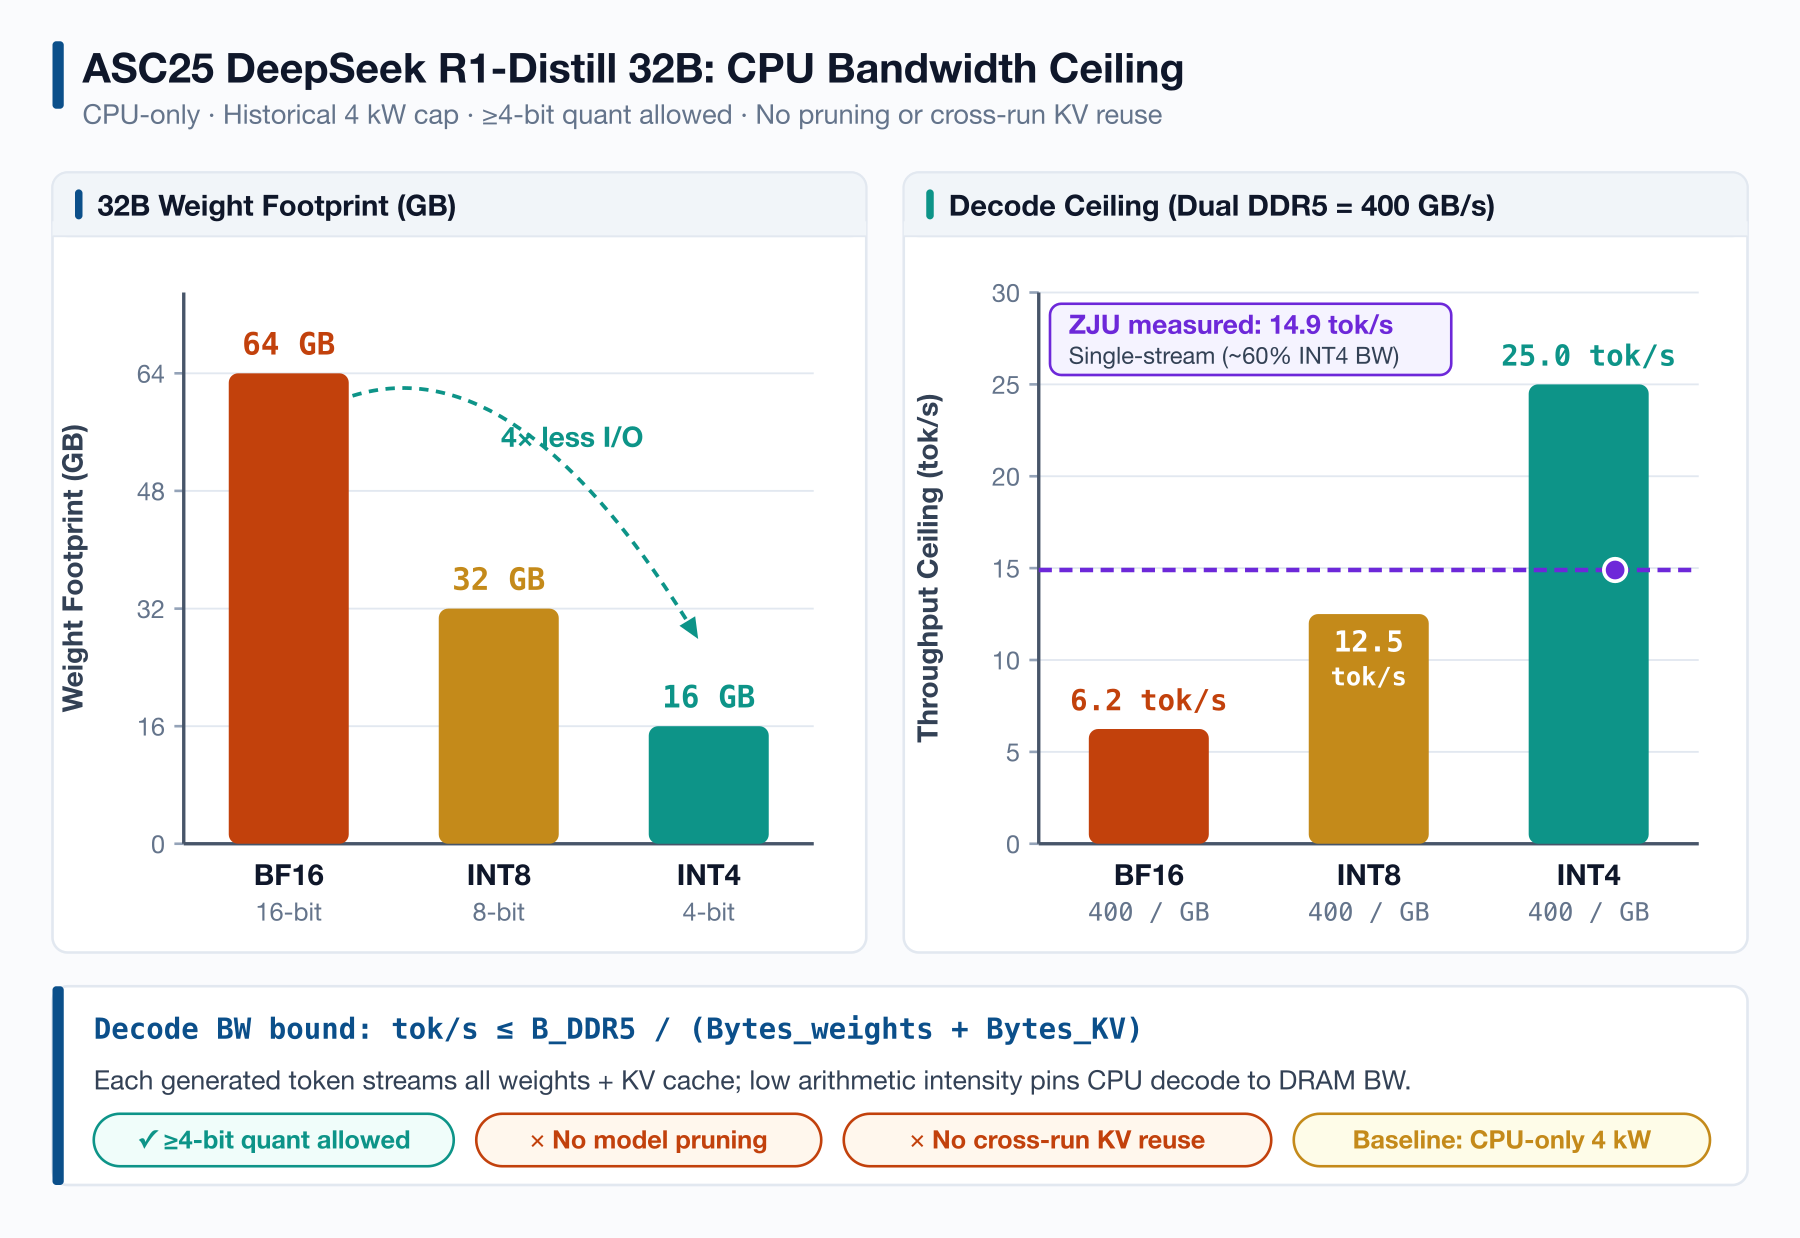 ASC25 DeepSeek R1-Distill 32B: CPU Bandwidth Ceiling
CPU-only · Historical 4 kW cap · ≥4-bit quant allowed · No pruning or cross-run KV reuse
32B Weight Footprint (GB)
Weight Footprint (GB)
64
48
32
16
0
64 GB
4× less I/O
32 GB
16 GB
BF16
INT8
INT4
16-bit
8-bit
4-bit
Decode Ceiling (Dual DDR5 = 400 GB/s)
Throughput Ceiling (tok/s)
30
25
20
15
10
5
0
ZJU measured: 14.9 tok/s
Single-stream (~60% INT4 BW)
25.0 tok/s
12.5
tok/s
6.2 tok/s
BF16
INT8
INT4
400 / GB
400 / GB
400 / GB
Decode BW bound: tok/s ≤ B_DDR5 / (Bytes_weights + Bytes_KV)
Each generated token streams all weights + KV cache; low arithmetic intensity pins CPU decode to DRAM BW.
✓ ≥4-bit quant allowed
× No model pruning
× No cross-run KV reuse
Baseline: CPU-only 4 kW